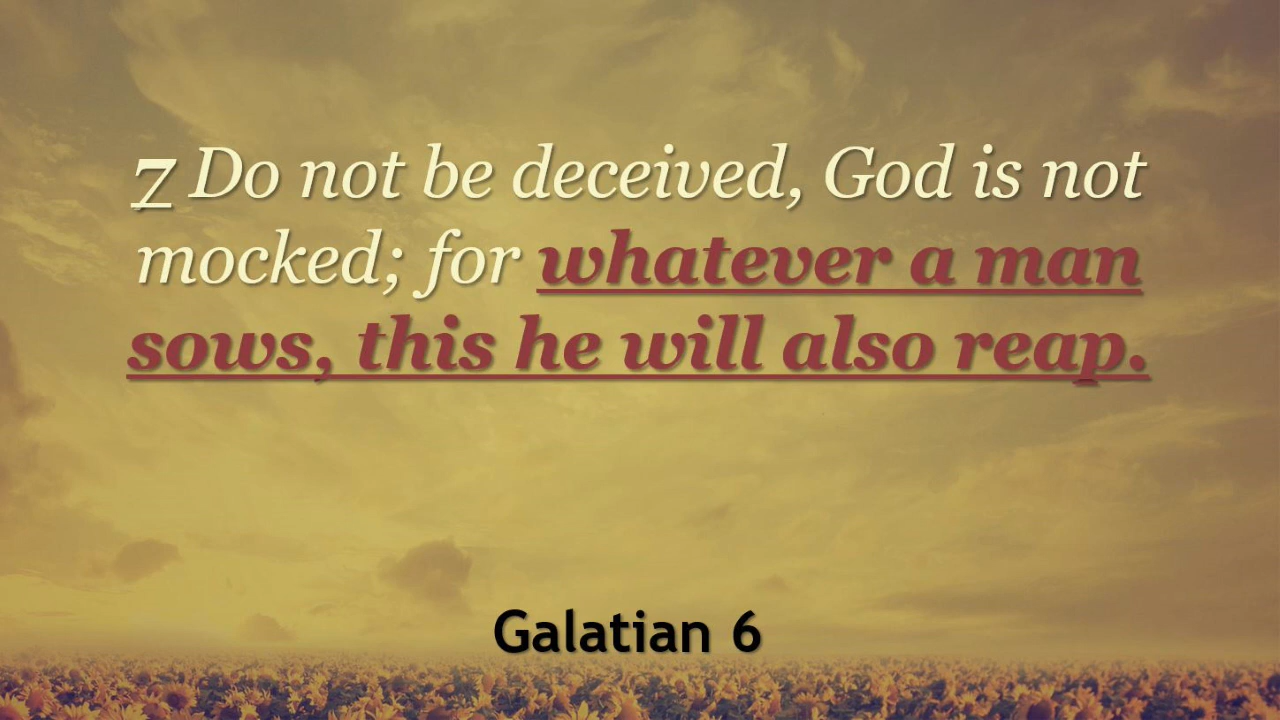 7 Do not be deceived, God is not
mocked; for whatever a man
sows, this he will also reap.
Galatian 6